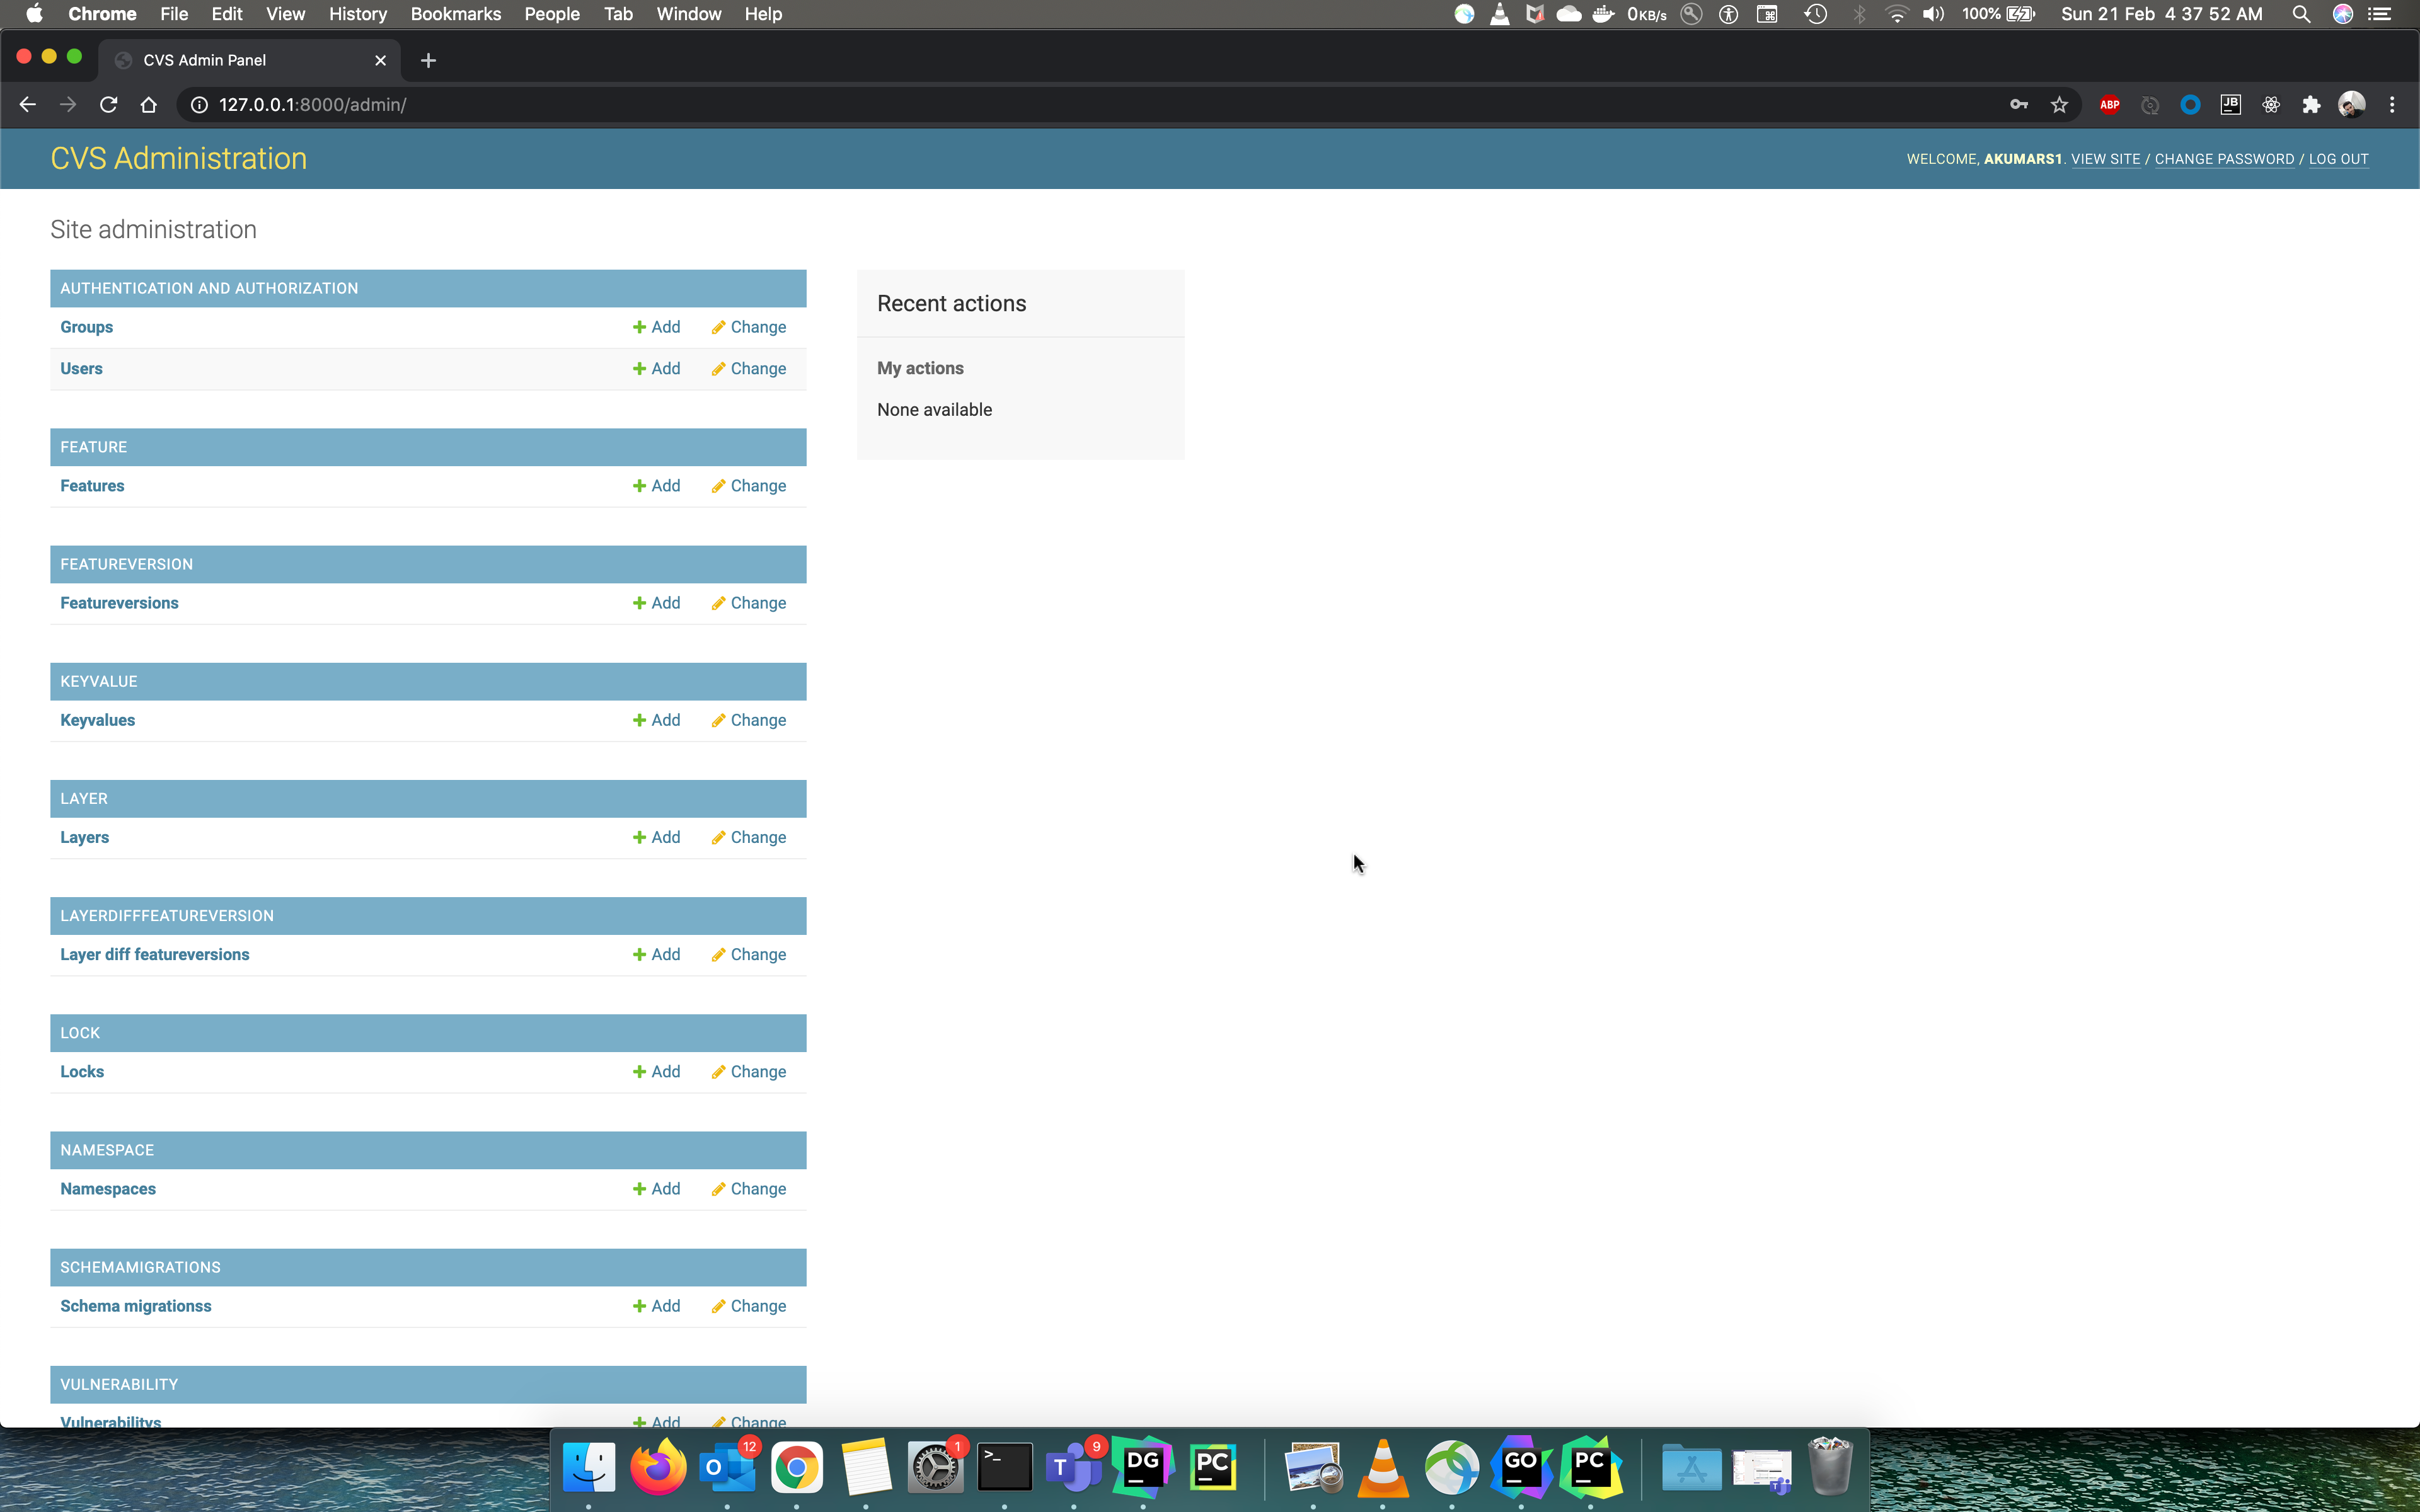 Chrome File Edit View History Bookmarks People Tab Window Help 0KB/s 100% Sun 21 Feb 4 37 52 AM
CVS Admin Panel
127.0.0.1:8000/admin/ ABP JB
CVS Administration WELCOME, AKUMARS1. VIEW SITE / CHANGE PASSWORD / LOG OUT
Site administration
AUTHENTICATION AND AUTHORIZATION
Groups Add Change
Users Add Change
FEATURE
Features Add Change
FEATUREVERSION
Featureversions Add Change
KEYVALUE
Keyvalues Add Change
LAYER
Layers Add Change
LAYERDIFFFEATUREVERSION
Layer diff featureversions Add Change
LOCK
Locks Add Change
NAMESPACE
Namespaces Add Change
SCHEMAMIGRATIONS
Schema migrationss Add Change
VULNERABILITY
Vulnerabilitys Add Change
Recent actions
My actions
None available
12 1 9
O >_ T DG PC GO PC